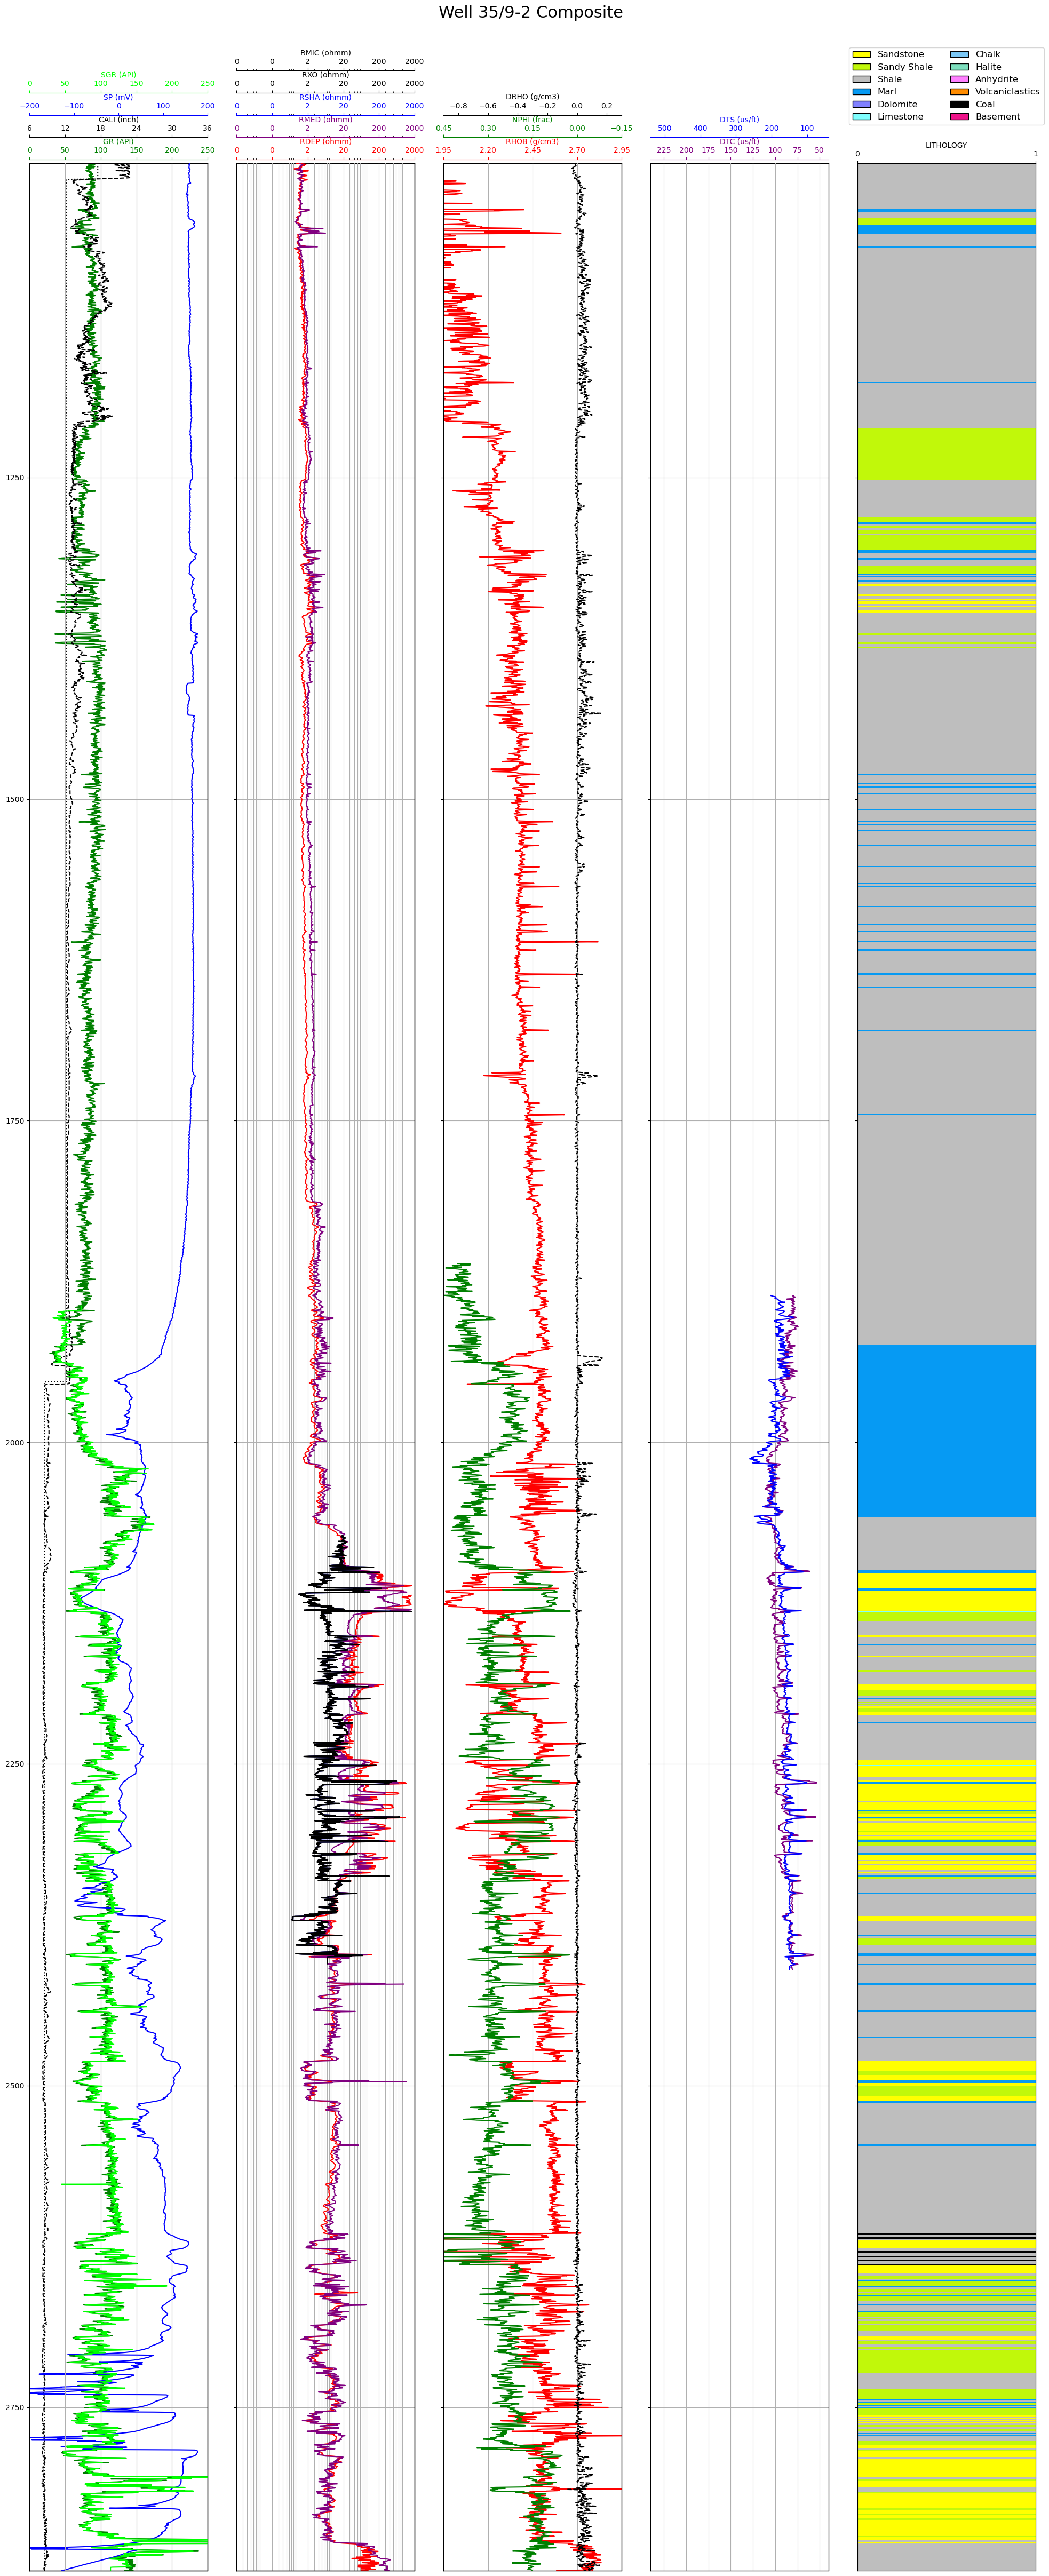 Well 35/9-2 Composite
RMIC (ohmm)
0 0 2 20 200 2000
SGR (API)
0 50 100 150 200 250
RXO (ohmm)
0 0 2 20 200 2000
SP (mV)
−200 −100 0 100 200
RSHA (ohmm)
0 0 2 20 200 2000
DRHO (g/cm3)
−0.8 −0.6 −0.4 −0.2 0.0 0.2
CALI (inch)
6 12 18 24 30 36
RMED (ohmm)
0 0 2 20 200 2000
NPHI (frac)
0.45 0.30 0.15 0.00 −0.15
DTS (us/ft)
500 400 300 200 100
GR (API)
0 50 100 150 200 250
RDEP (ohmm)
0 0 2 20 200 2000
RHOB (g/cm3)
1.95 2.20 2.45 2.70 2.95
DTC (us/ft)
225 200 175 150 125 100 75 50
LITHOLOGY
0 1
Sandstone
Sandy Shale
Shale
Marl
Dolomite
Limestone
Chalk
Halite
Anhydrite
Volcaniclastics
Coal
Basement
1250
1500
1750
2000
2250
2500
2750